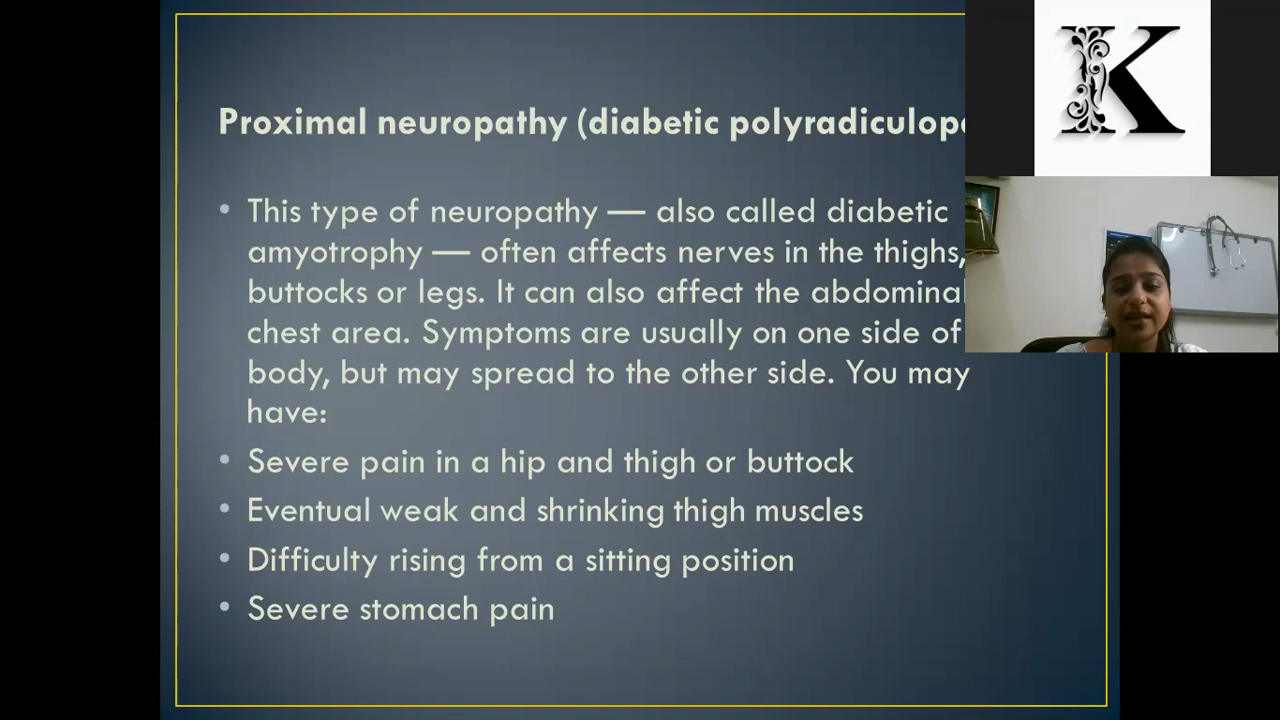 K
Proximal neuropathy (diabetic
This type of neuropathy — also called diabetic
amyotrophy — often affects nerves in the thighs,
buttocks or legs. It can also affect the abdominal
chest area. Symptoms are usually on one side of
body, but may spread to the other side. You may
have:
• Severe pain in a hip and thigh or buttock
• Eventual weak and shrinking thigh muscles
• Difficulty rising from a sitting position
• Severe stomach pain